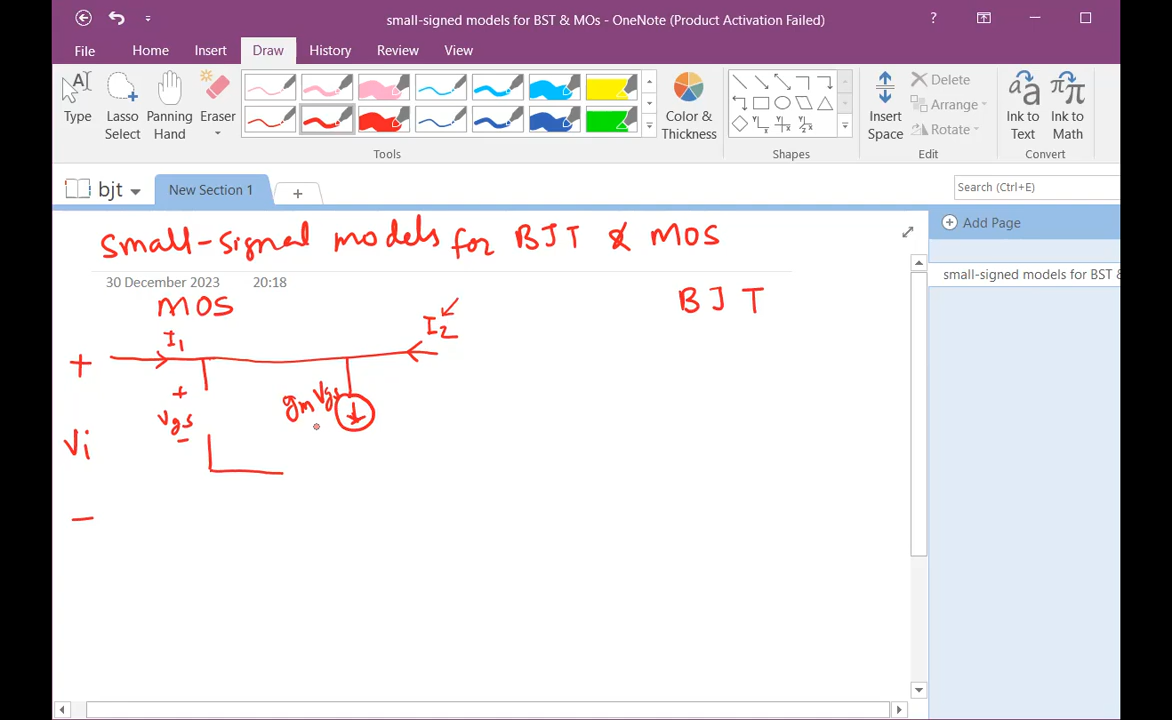 small-signed models for BST & MOs - OneNote (Product Activation Failed)
?
File Home Insert Draw History Review View
Type
Lasso Select
Panning Hand
Eraser
Tools
Color & Thickness
Shapes
Insert Space
Delete
Arrange
Rotate
Edit
Ink to Text
Ink to Math
Convert
bjt
New Section 1
+
Search (Ctrl+E)
Add Page
small-signed models for BST &
small-signed models for BJT & MOS
30 December 2023 20:18
MOS
BJT
I1
I2
+
+
gmVgs
Vgs
-
Vi
-